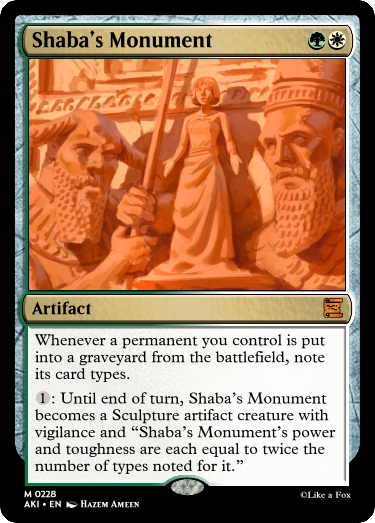 Shaba's Monument
Artifact
Whenever a permanent you control is put
into a graveyard from the battlefield, note
its card types.
1: Until end of turn, Shaba's Monument
becomes a Sculpture artifact creature with
vigilance and “Shaba's Monument's power
and toughness are each equal to twice the
number of types noted for it.”
M 0228
AKI • EN Hazem Ameen
©Like a Fox